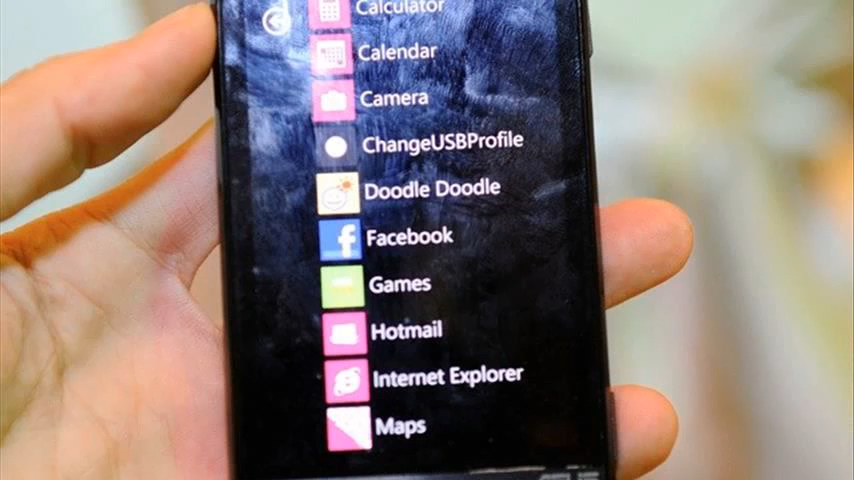 Calculator
Calendar
Camera
ChangeUSBProfile
Doodle Doodle
Facebook
Games
Hotmail
Internet Explorer
Maps